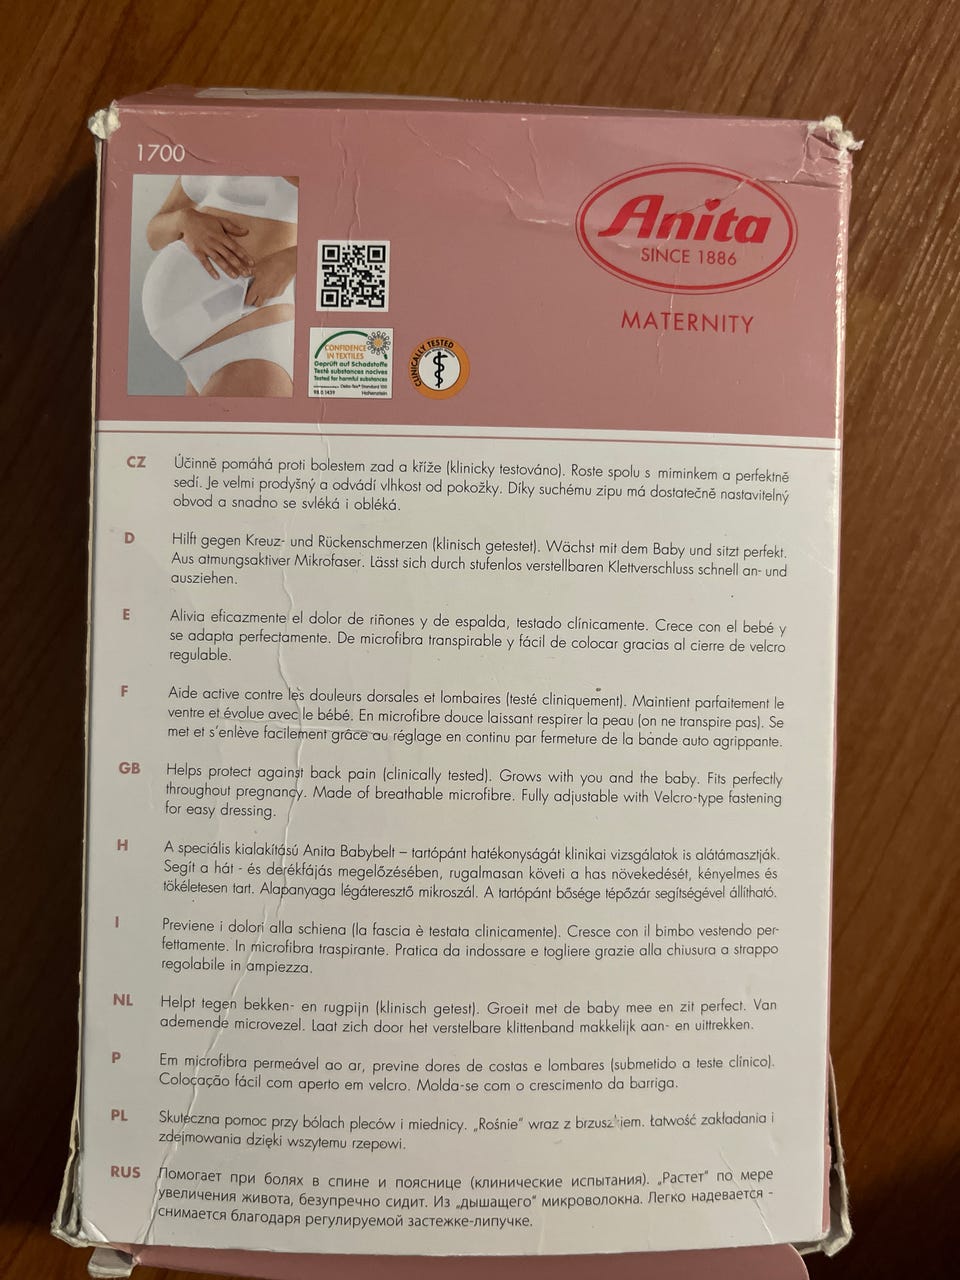 1700
Anita
SINCE 1886
MATERNITY
CONFIDENCE
IN TEXTILES
Geprüft auf Schadstoffe
Testé substances nocives
Tested for harmful substances
Oeko-Tex® Standard 100
98.0.1439 Hohenstein
CLINICALLY TESTED
CZ Účinně pomáhá proti bolestem zad a kříže (klinicky testováno). Roste spolu s miminkem a perfektně
sedí. Je velmi prodyšný a odvádí vlhkost od pokožky. Díky suchému zipu má dostatečně nastavitelný
obvod a snadno se svléká i obléká.
D Hilft gegen Kreuz- und Rückenschmerzen (klinisch getestet). Wächst mit dem Baby und sitzt perfekt.
Aus atmungsaktiver Mikrofaser. Lässt sich durch stufenlos verstellbaren Klettverschluss schnell an- und
ausziehen.
E Alivia eficazmente el dolor de riñones y de espalda, testado clínicamente. Crece con el bebé y
se adapta perfectamente. De microfibra transpirable y fácil de colocar gracias al cierre de velcro
regulable.
F Aide active contre les douleurs dorsales et lombaires (testé cliniquement). Maintient parfaitement le
ventre et évolue avec le bébé. En microfibre douce laissant respirer la peau (on ne transpire pas). Se
met et s'enlève facilement grâce au réglage en continu par fermeture de la bande auto agrippante.
GB Helps protect against back pain (clinically tested). Grows with you and the baby. Fits perfectly
throughout pregnancy. Made of breathable microfibre. Fully adjustable with Velcro-type fastening
for easy dressing.
H A speciális kialakítású Anita Babybelt – tartópánt hatékonyságát klinikai vizsgálatok is alátámasztják.
Segít a hát - és derékfájás megelőzésében, rugalmasan követi a has növekedését, kényelmes és
tökéletesen tart. Alapanyaga légáteresztő mikroszál. A tartópánt bősége tépőzár segítségével állítható.
I Previene i dolori alla schiena (la fascia è testata clinicamente). Cresce con il bimbo vestendo per-
fettamente. In microfibra traspirante. Pratica da indossare e togliere grazie alla chiusura a strappo
regolabile in ampiezza.
NL Helpt tegen bekken- en rugpijn (klinisch getest). Groeit met de baby mee en zit perfect. Van
ademende microvezel. Laat zich door het verstelbare klittenband makkelijk aan- en uittrekken.
P Em microfibra permeável ao ar, previne dores de costas e lombares (submetido a teste clínico).
Colocação fácil com aperto em velcro. Molda-se com o crescimento da barriga.
PL Skuteczna pomoc przy bólach pleców i miednicy. „Rośnie" wraz z brzuszkiem. łatwość zakładania i
zdejmowania dzięki wszytemu rzepowi.
RUS Помогает при болях в спине и пояснице (клинические испытания). „Растет" по мере
увеличения живота, безупречно сидит. Из „дышащего" микроволокна. Легко надевается -
снимается благодаря регулируемой застежке-липучке.